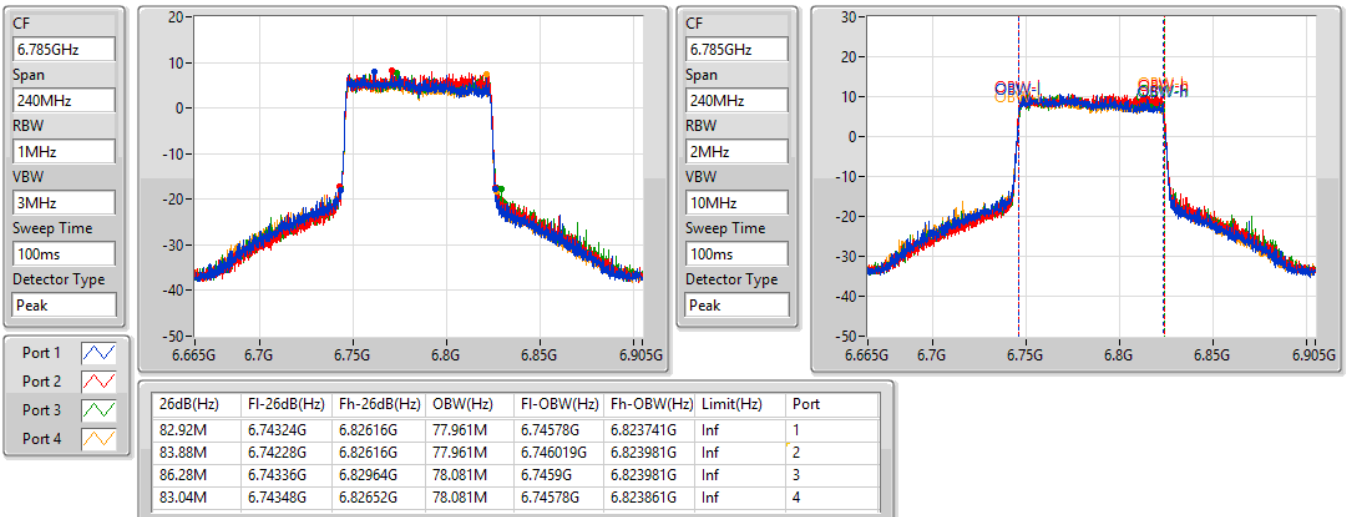 CF
6.785GHz
Span
240MHz
RBW
1MHz
VBW
3MHz
Sweep Time
100ms
Detector Type
Peak
20
10
0
-10
-20
-30
-40
-50
6.665G 6.7G 6.75G 6.8G 6.85G 6.905G
CF
6.785GHz
Span
240MHz
RBW
2MHz
VBW
10MHz
Sweep Time
100ms
Detector Type
Peak
30
20
10
0
-10
-20
-30
-40
-50
OBW-l OBW-h
6.665G 6.7G 6.75G 6.8G 6.85G 6.905G
Port 1
Port 2
Port 3
Port 4
26dB(Hz) Fl-26dB(Hz) Fh-26dB(Hz) OBW(Hz) Fl-OBW(Hz) Fh-OBW(Hz) Limit(Hz) Port
82.92M 6.74324G 6.82616G 77.961M 6.74578G 6.823741G Inf 1
83.88M 6.74228G 6.82616G 77.961M 6.746019G 6.823981G Inf 2
86.28M 6.74336G 6.82964G 78.081M 6.7459G 6.823981G Inf 3
83.04M 6.74348G 6.82652G 78.081M 6.74578G 6.823861G Inf 4